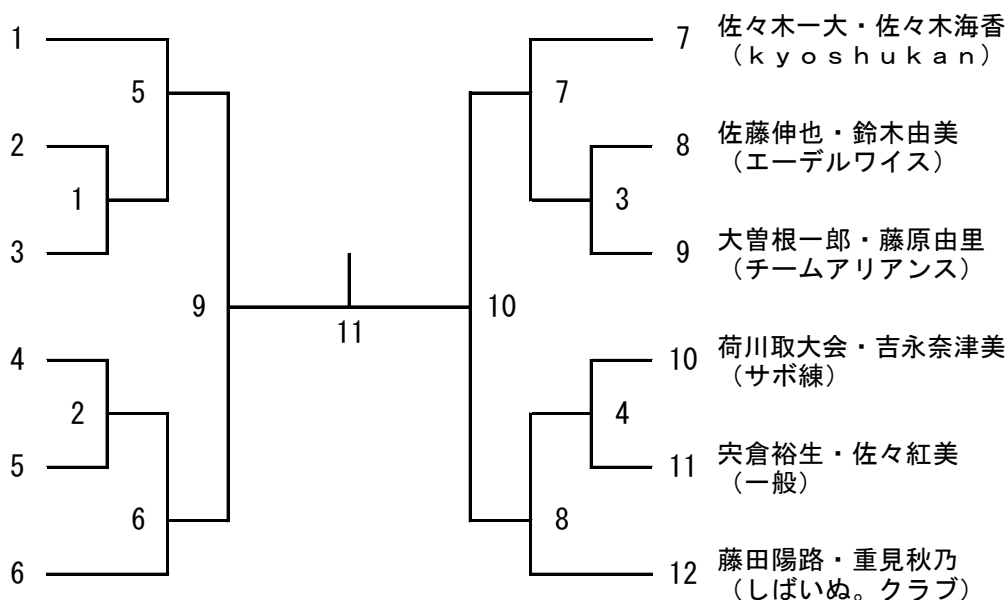 1
5
2
1
3
9
4
2
5
6
6
11
7 佐々木一大・佐々木海香
（ｋｙｏｓｈｕｋａｎ）
7
8 佐藤伸也・鈴木由美
（エーデルワイス）
3
9 大曽根一郎・藤原由里
（チームアリアンス）
10
10 荷川取大会・吉永奈津美
（サボ練）
4
11 宍倉裕生・佐々紅美
（一般）
8
12 藤田陽路・重見秋乃
（しばいぬ。クラブ）